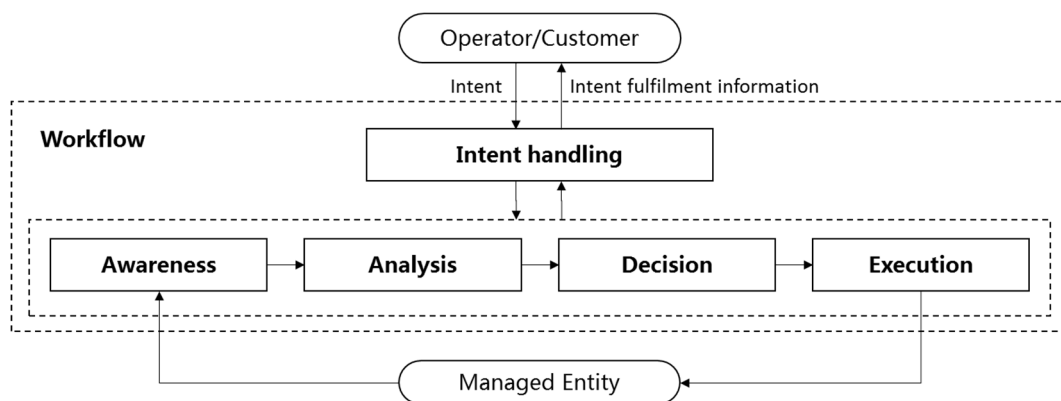 Operator/Customer
Intent
Intent fulfilment information
Workflow
Intent handling
Awareness
Analysis
Decision
Execution
Managed Entity